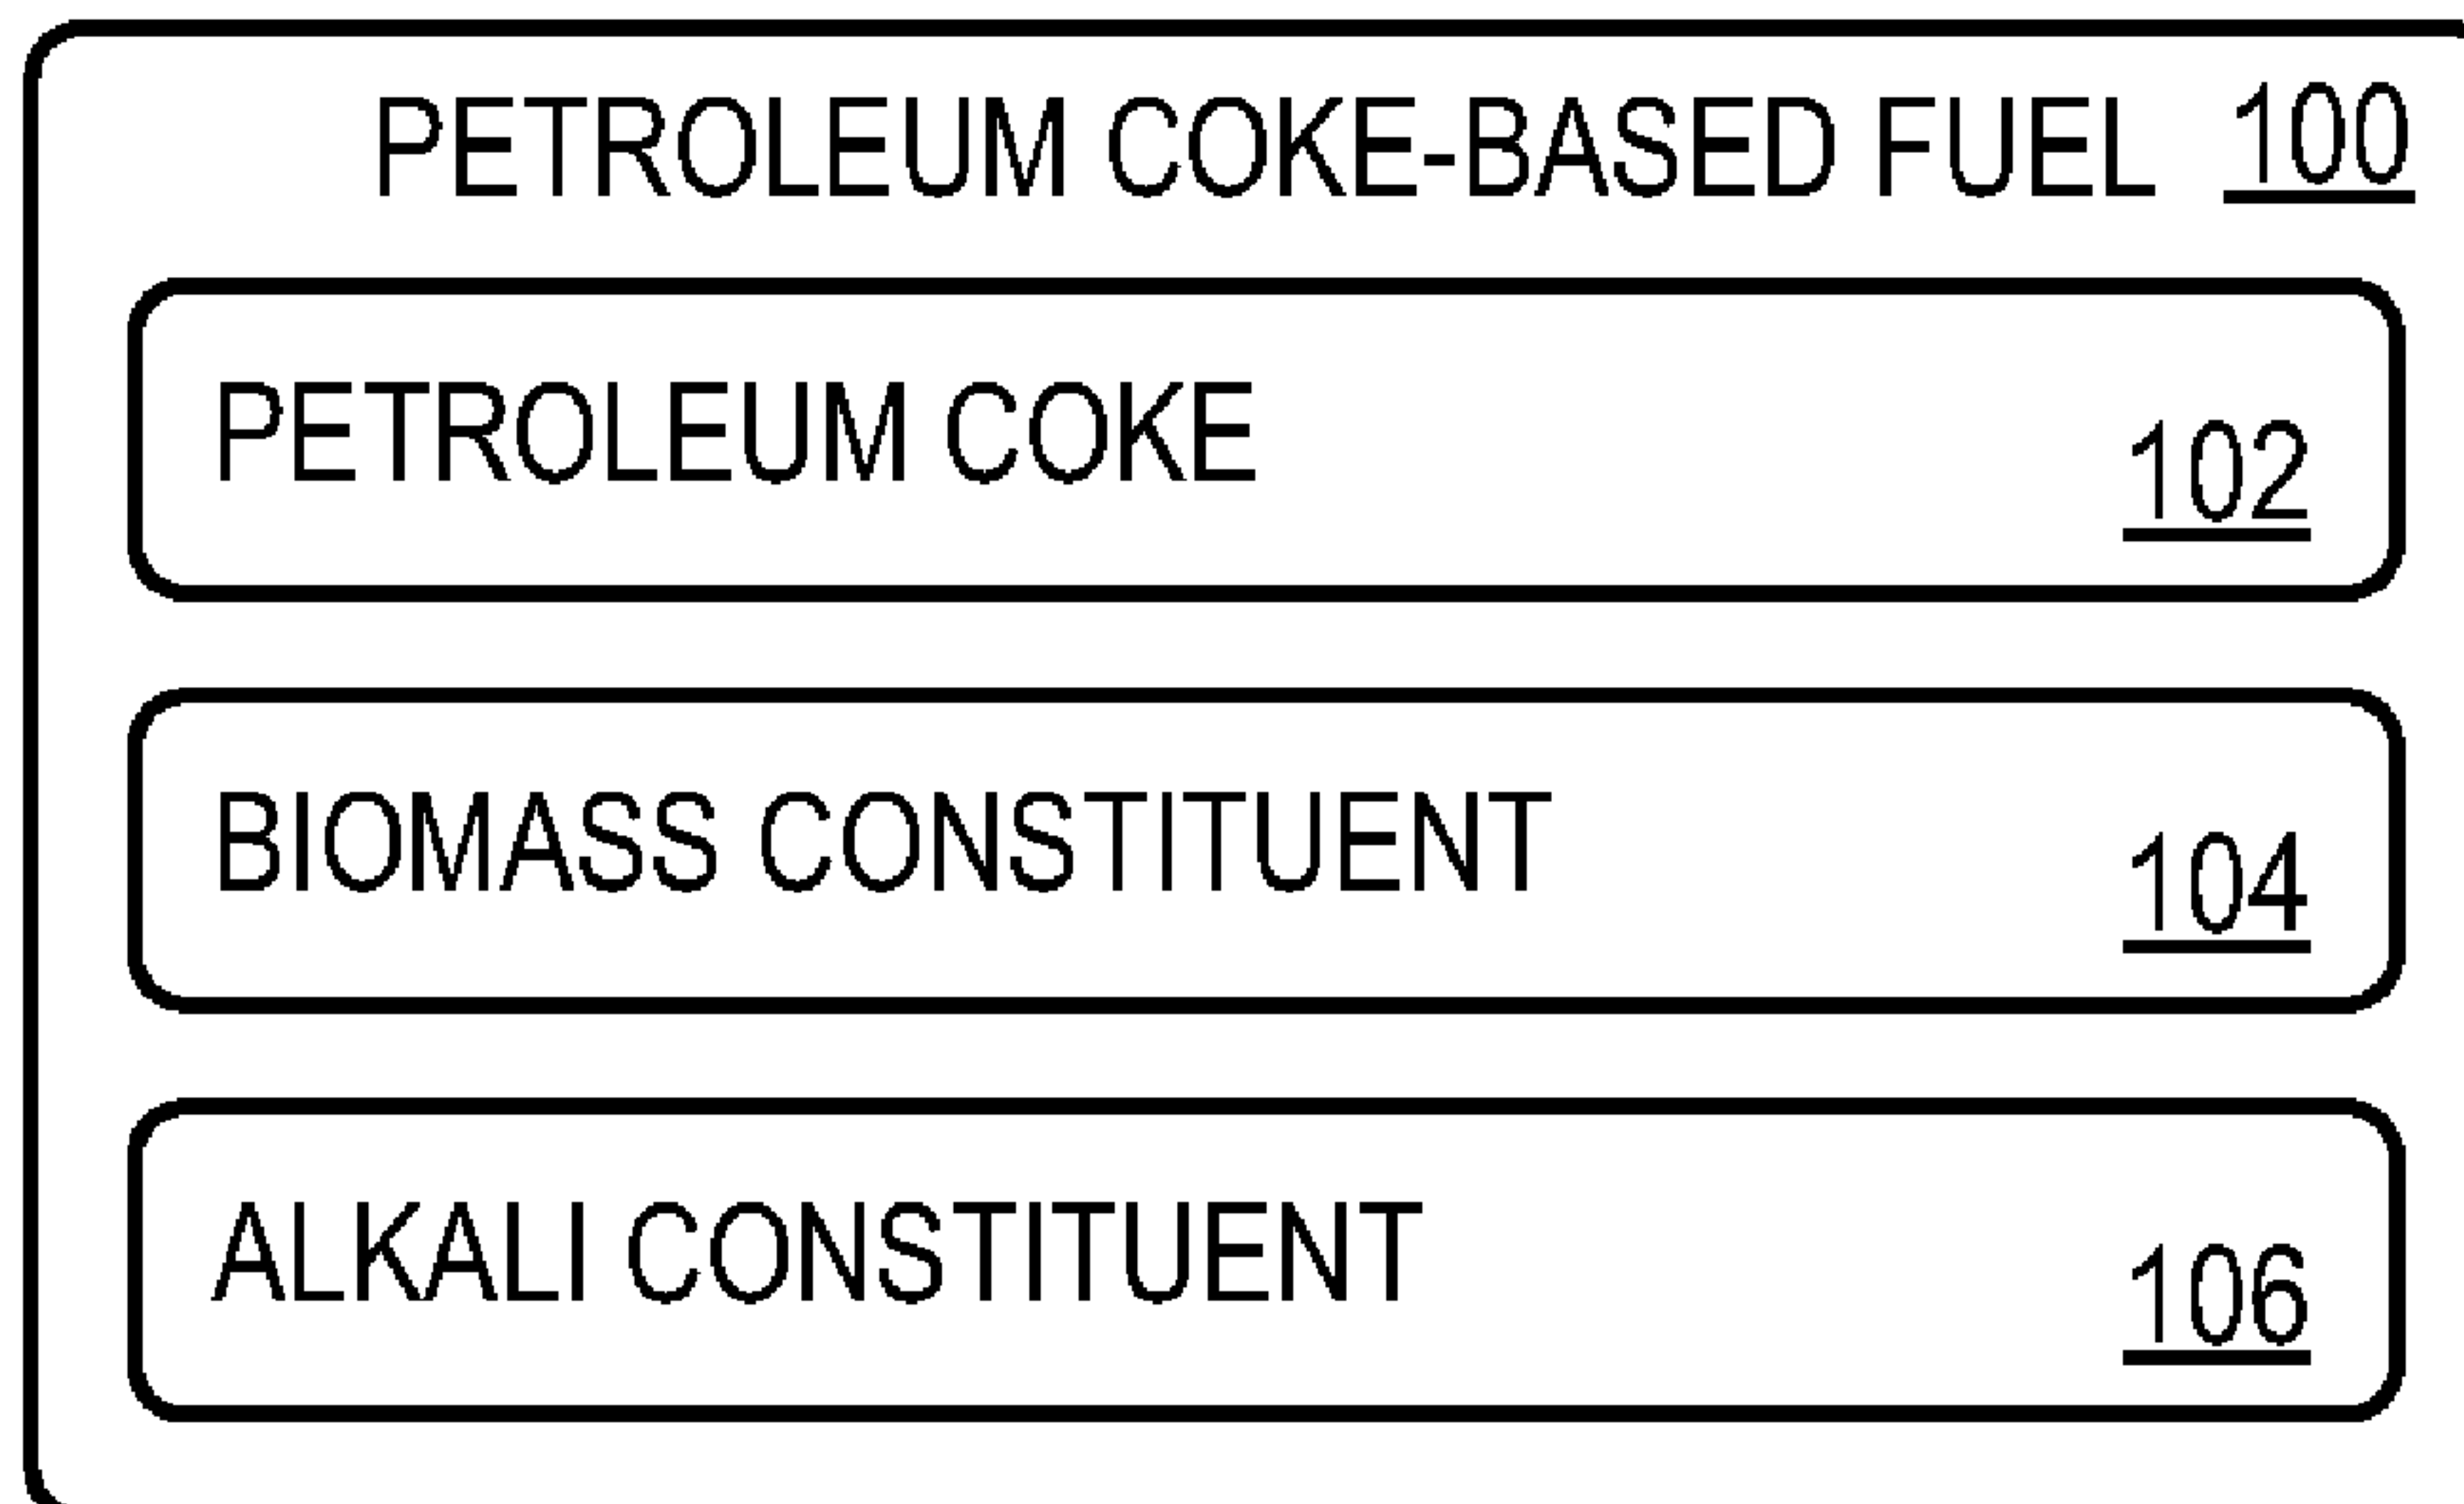 PETROLEUM COKE-BASED FUEL 100
PETROLEUM COKE
102
BIOMASS CONSTITUENT
104
ALKALI CONSTITUENT
106